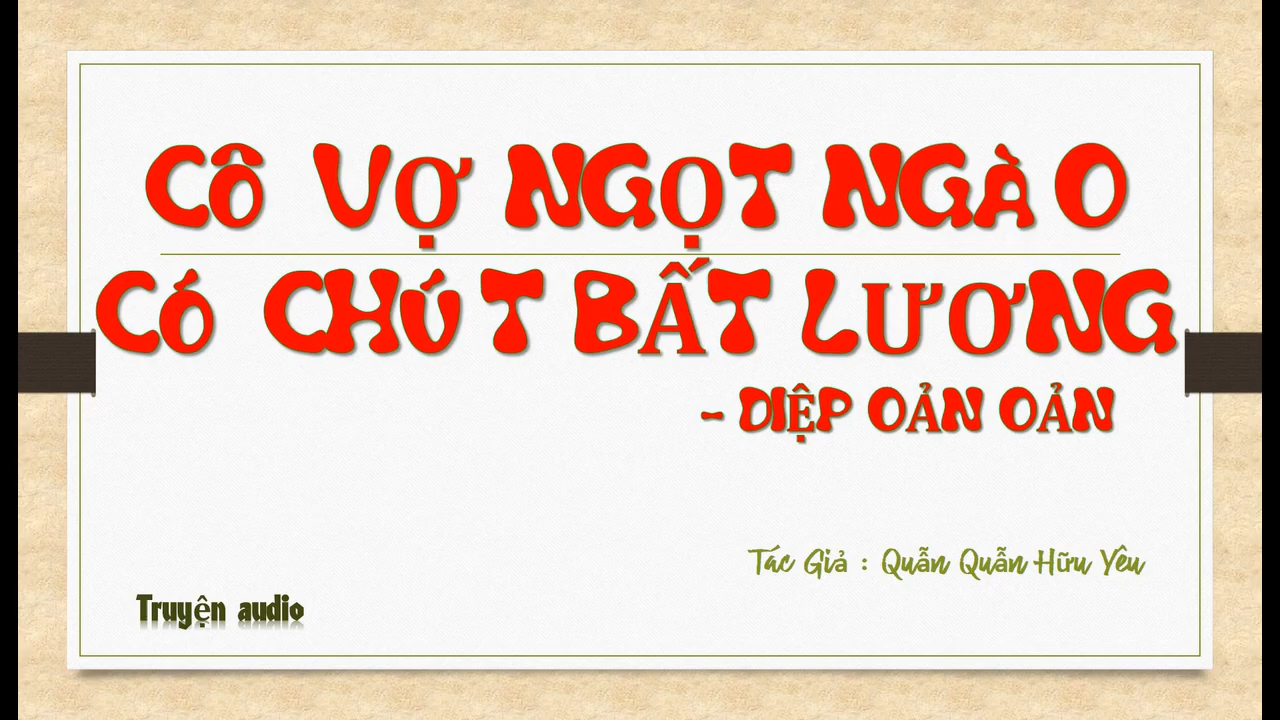 CÔ VỢ NGỌT NGÀO
CÓ CHÚT BẤT LƯƠNG
- DIỆP OẢN OẢN
Tác Giả : Quẫn Quẫn Hữu Yêu
Truyện audio